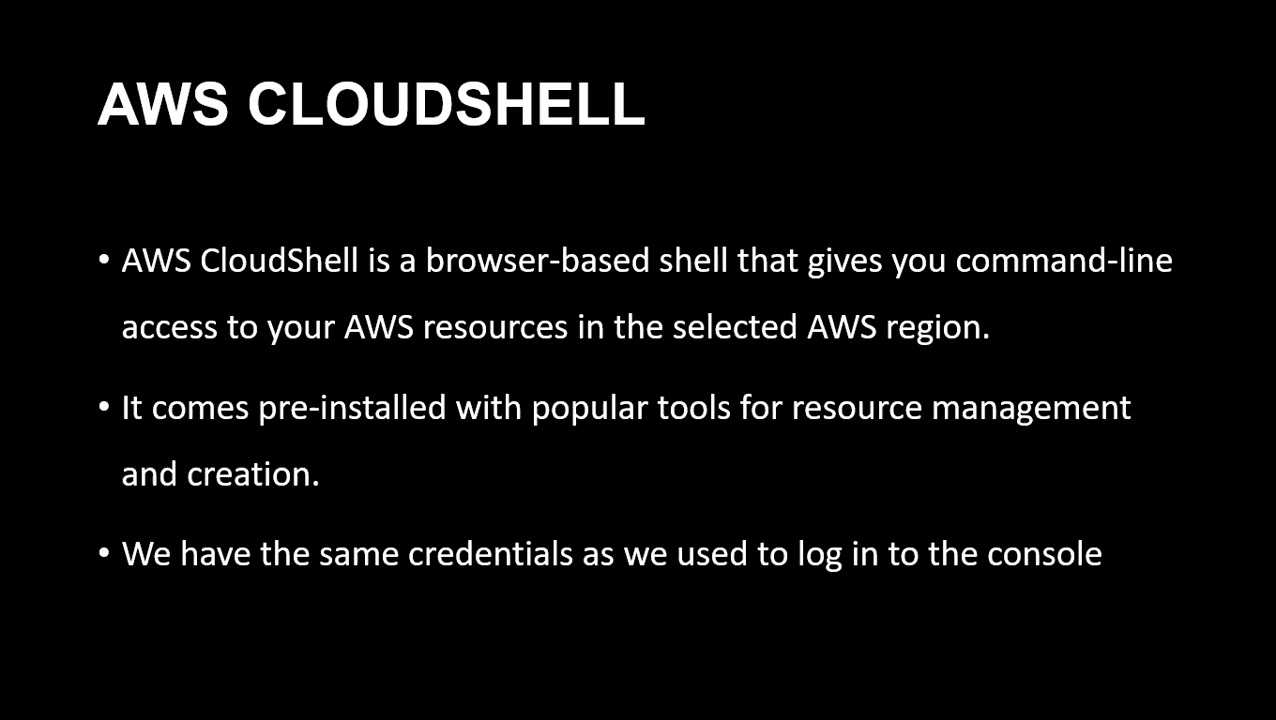 AWS CLOUDSHELL
• AWS CloudShell is a browser-based shell that gives you command-line
access to your AWS resources in the selected AWS region.
• It comes pre-installed with popular tools for resource management
and creation.
• We have the same credentials as we used to log in to the console